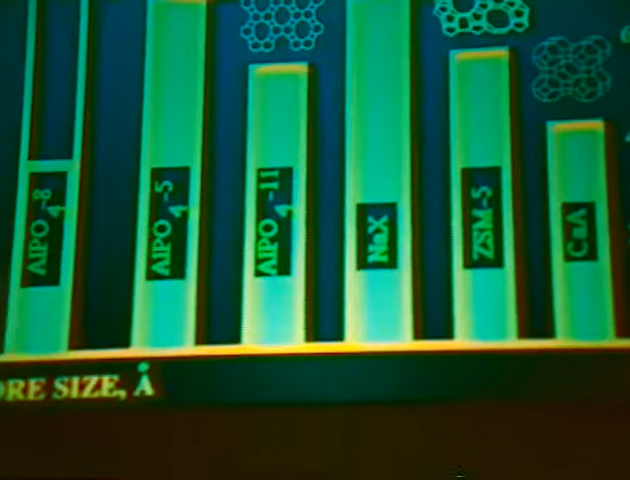 AlPO4-8
AlPO4-5
AlPO4-11
NaX
ZSM-5
CaA
ORE SIZE, Å